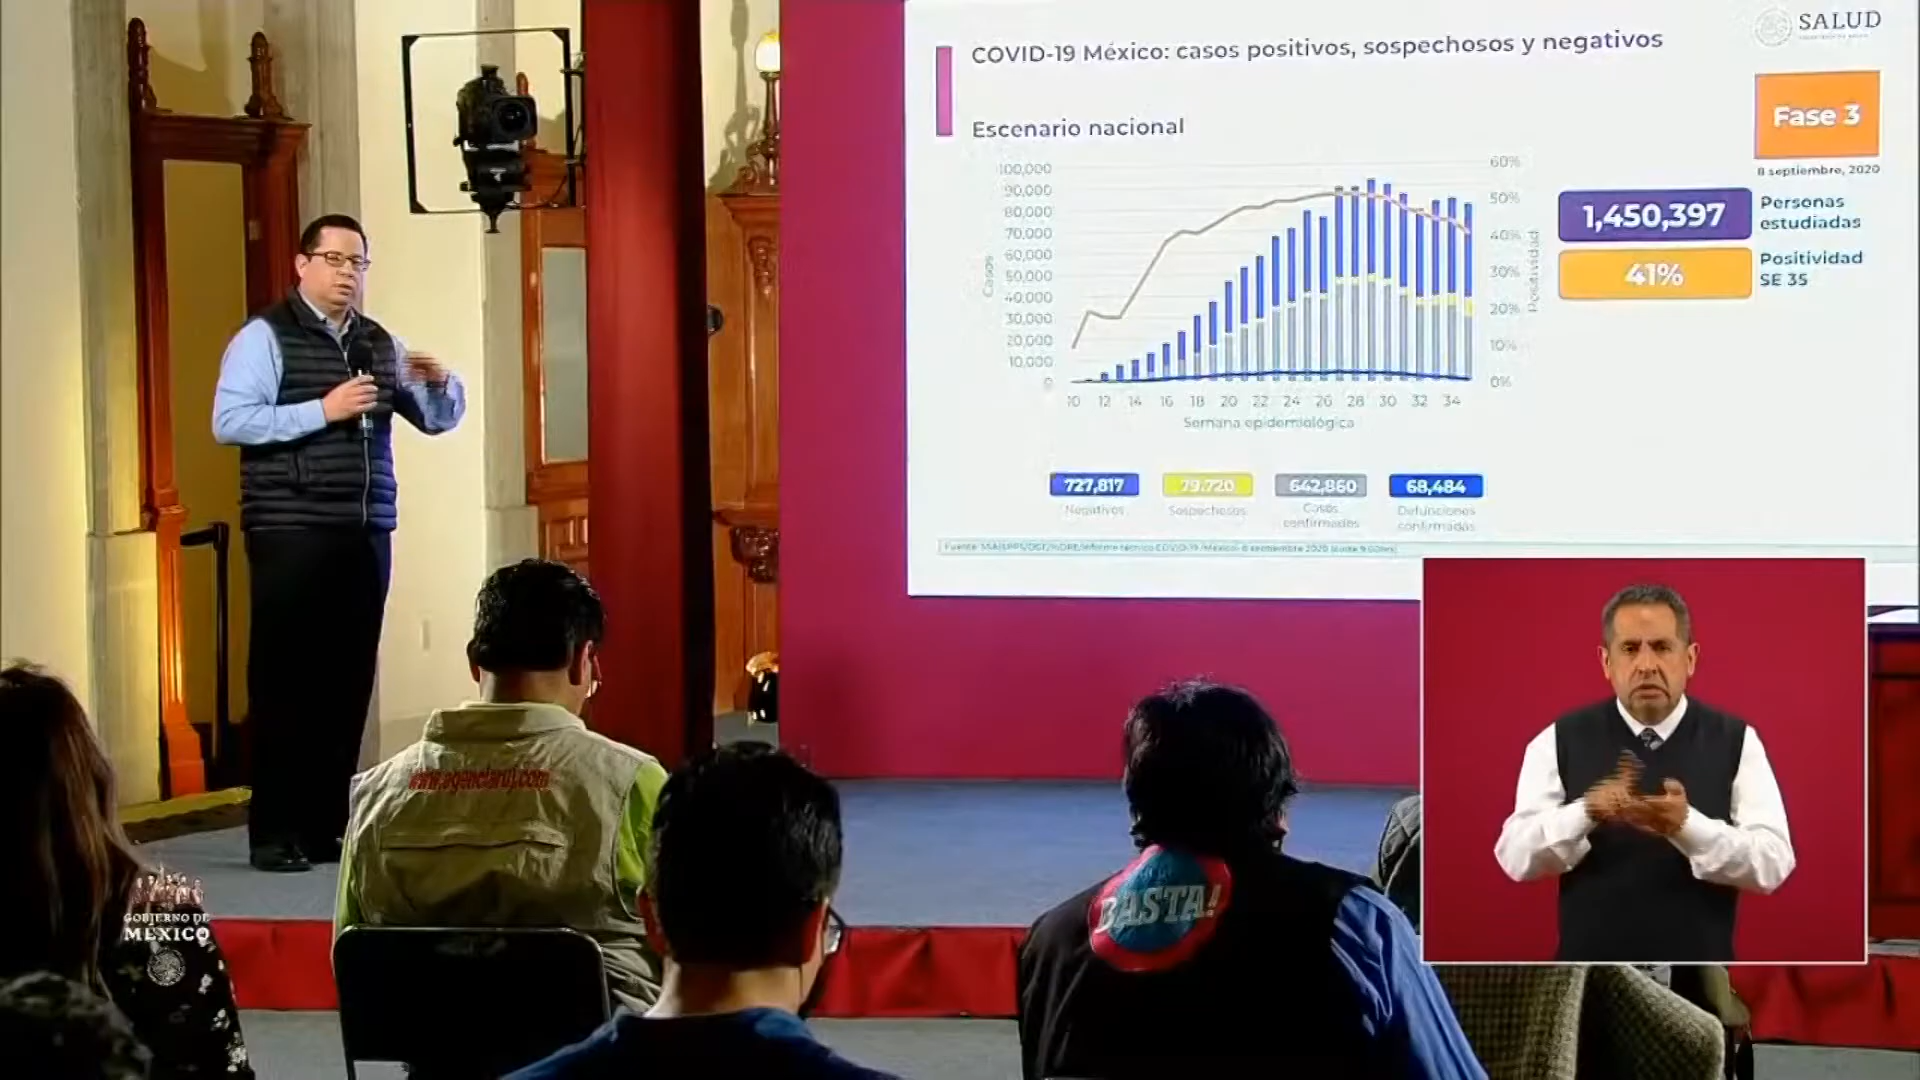 SALUD
COVID-19 México: casos positivos, sospechosos y negativos
Fase 3
8 septiembre, 2020
Escenario nacional
1,450,397
Personas
estudiadas
41%
Positividad
SE 35
Casos
100,000
90,000
80,000
70,000
60,000
50,000
40,000
30,000
20,000
10,000
0
60%
50%
40%
30%
20%
10%
0%
Positividad
10 12 14 16 18 20 22 24 26 28 30 32 34
Semana epidemiológica
727,817
Negativos
79,720
Sospechosos
642,860
Casos
confirmados
68,484
Defunciones
confirmadas
BASTA!
GOBIERNO DE
MÉXICO